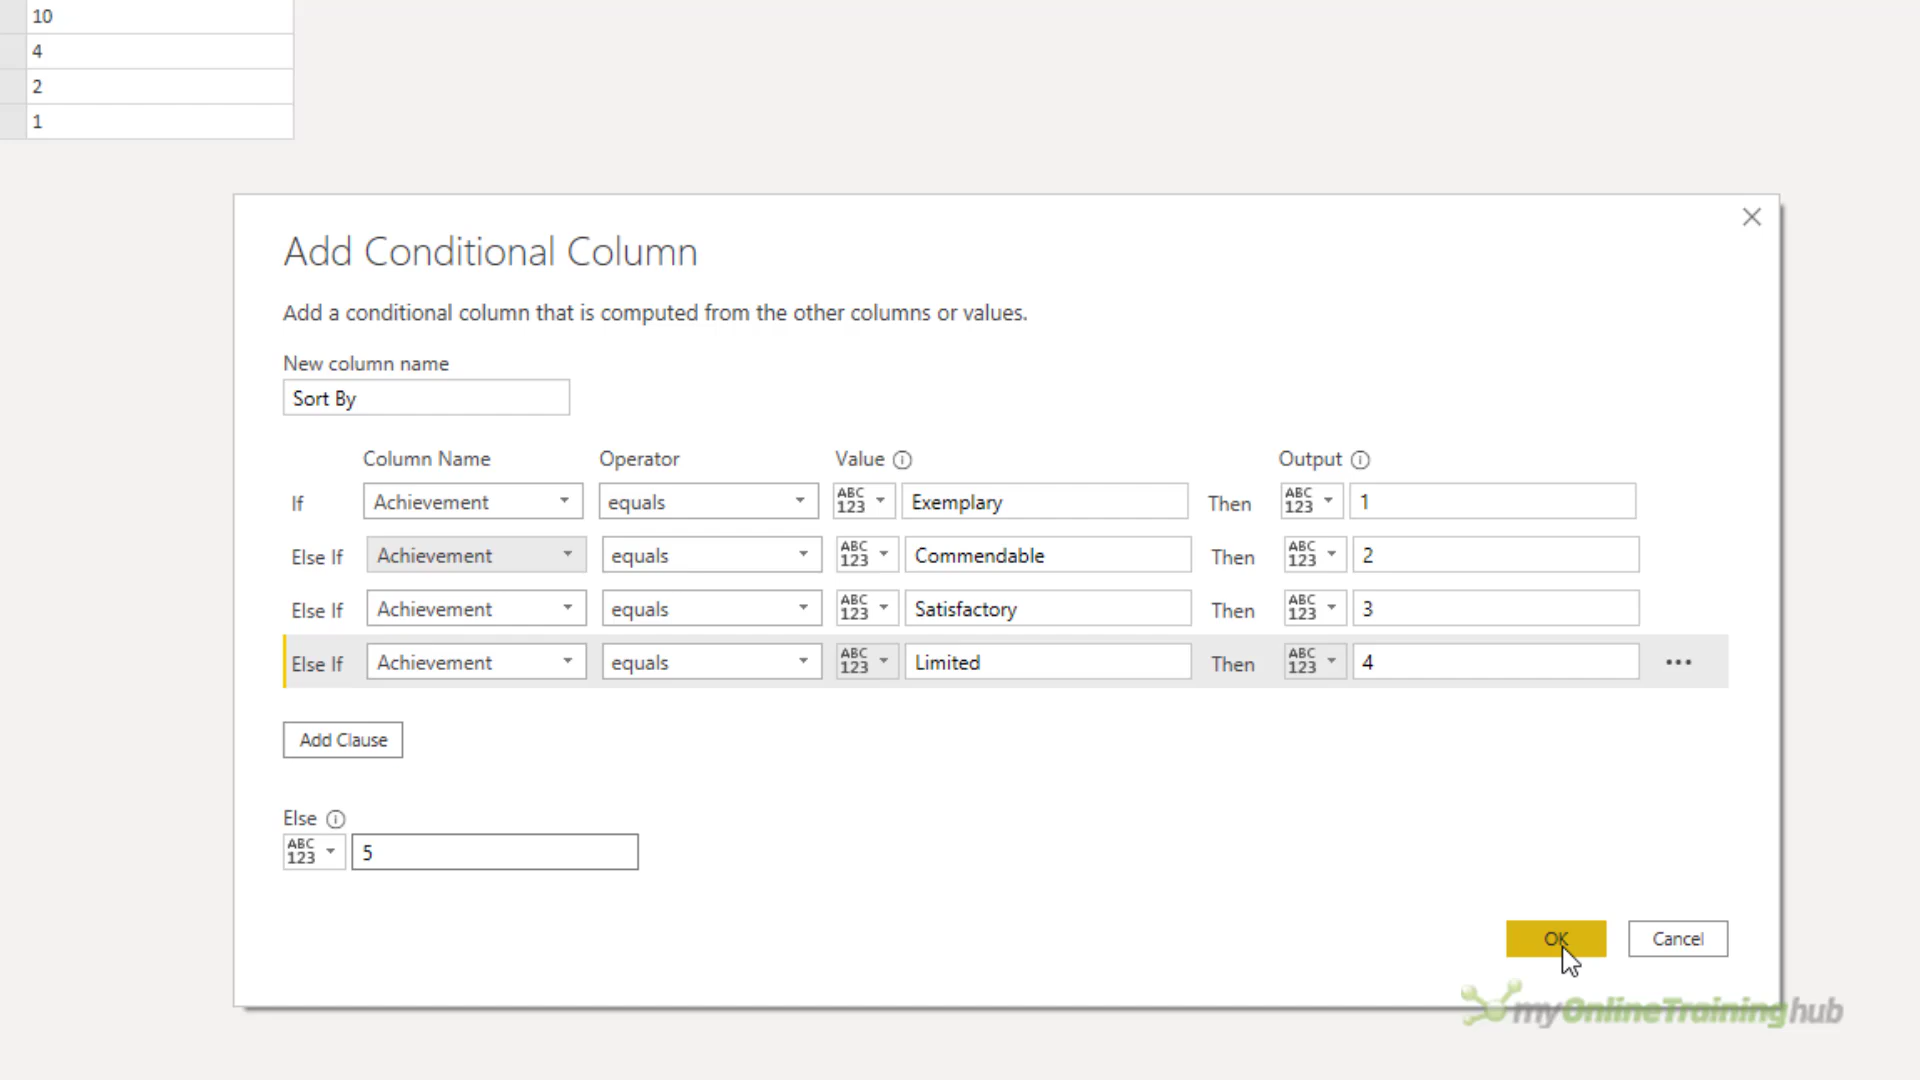 10
4
2
1
Add Conditional Column
Add a conditional column that is computed from the other columns or values.
New column name
Sort By
Column Name Operator Value Output
If Achievement equals ABC 123 Exemplary Then ABC 123 1
Else If Achievement equals ABC 123 Commendable Then ABC 123 2
Else If Achievement equals ABC 123 Satisfactory Then ABC 123 3
Else If Achievement equals ABC 123 Limited Then ABC 123 4
Add Clause
Else
ABC 123 5
OK Cancel
myOnlineTraininghub